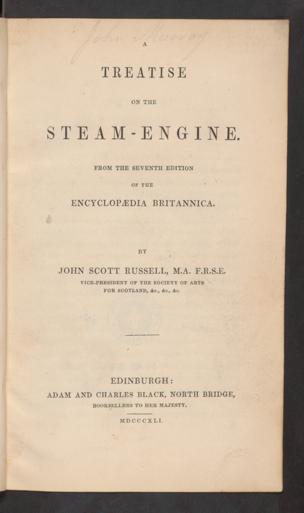 John Murray
A
TREATISE
ON THE
STEAM-ENGINE.
FROM THE SEVENTH EDITION
OF THE
ENCYCLOPÆDIA BRITANNICA.
BY
JOHN SCOTT RUSSELL, M.A. F.R.S.E.
VICE-PRESIDENT OF THE SOCIETY OF ARTS
FOR SCOTLAND, &c., &c., &c.
EDINBURGH:
ADAM AND CHARLES BLACK, NORTH BRIDGE,
BOOKSELLERS TO HER MAJESTY.
MDCCCXLI.